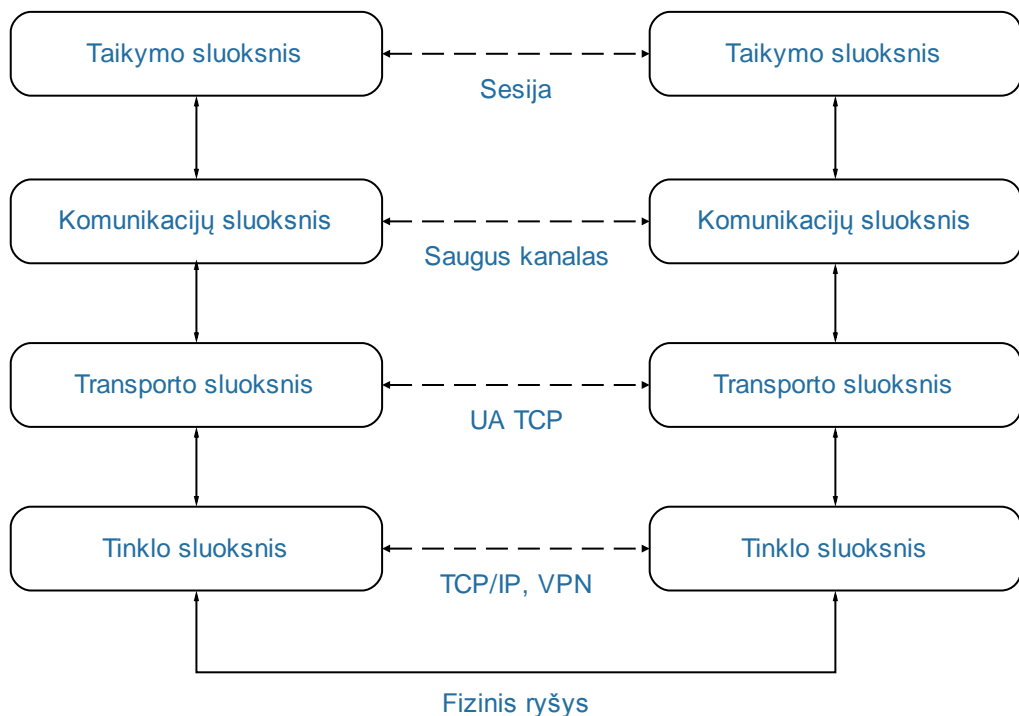 Taikymo sluoksnis
Taikymo sluoksnis
Sesija
Komunikacijų sluoksnis
Komunikacijų sluoksnis
Saugus kanalas
Transporto sluoksnis
Transporto sluoksnis
UA TCP
Tinklo sluoksnis
Tinklo sluoksnis
TCP/IP, VPN
Fizinis ryšys